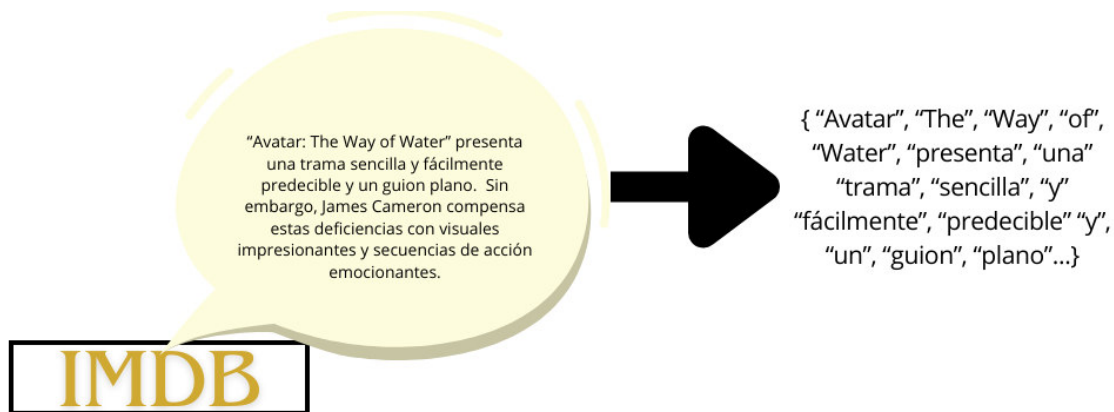 “Avatar: The Way of Water” presenta
una trama sencilla y fácilmente
predecible y un guion plano.  Sin
embargo, James Cameron compensa
estas deficiencias con visuales
impresionantes y secuencias de acción
emocionantes.
{ “Avatar”, “The”, “Way”, “of”,
“Water”, “presenta”, “una”
“trama”, “sencilla”, “y”
“fácilmente”, “predecible” “y”,
“un”, “guion”, “plano”...}
IMDB